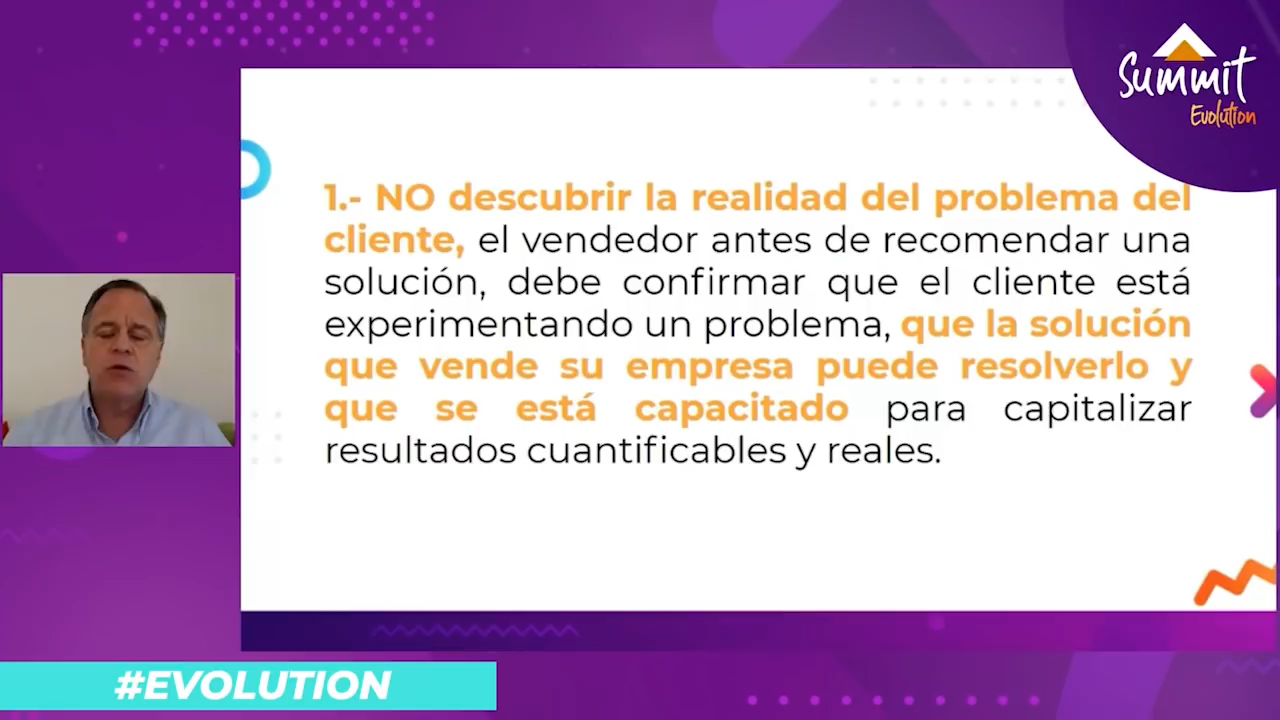 Summit
Evolution
1.- NO descubrir la realidad del problema del
cliente, el vendedor antes de recomendar una
solución, debe confirmar que el cliente está
experimentando un problema, que la solución
que vende su empresa puede resolverlo y
que se está capacitado para capitalizar
resultados cuantificables y reales.
#EVOLUTION